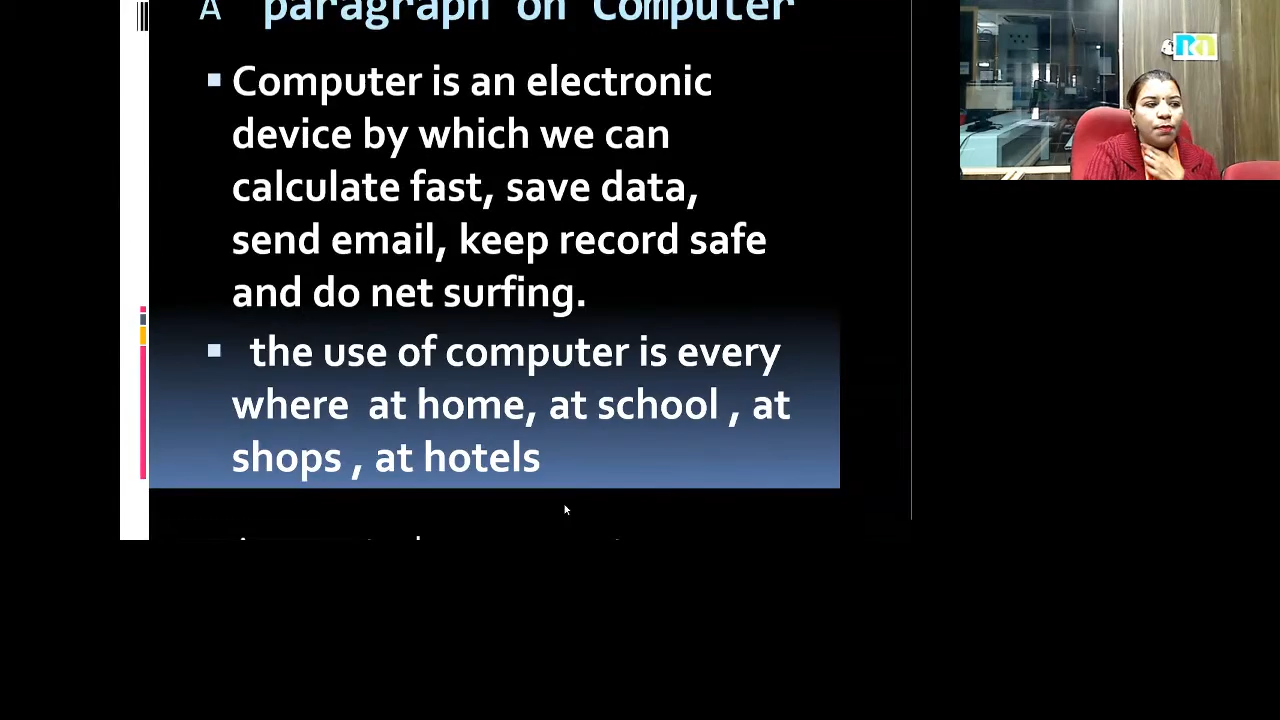 A paragraph on Computer
Computer is an electronic
device by which we can
calculate fast, save data,
send email, keep record safe
and do net surfing.
the use of computer is every
where at home, at school , at
shops , at hotels